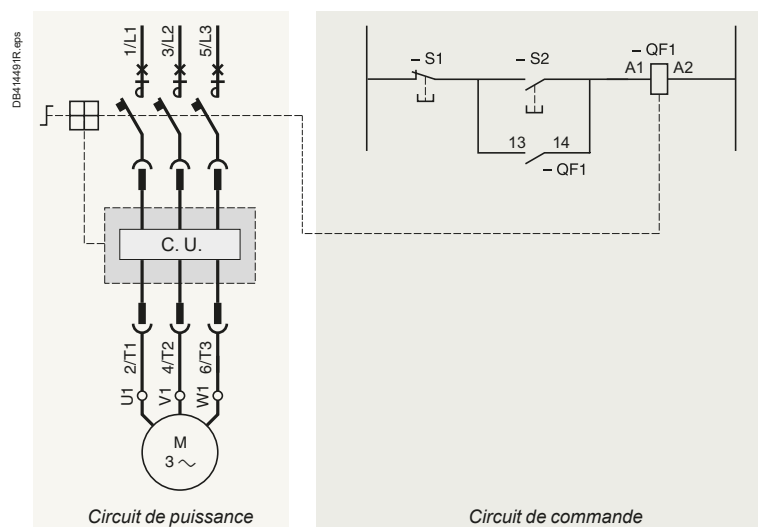 DB414491R.eps
1/L1 3/L2 5/L3
C. U.
2/T1 4/T2 6/T3
U1 V1 W1
M
3 ~
Circuit de puissance
– S1 – S2 – QF1
A1 A2
13 14
– QF1
Circuit de commande